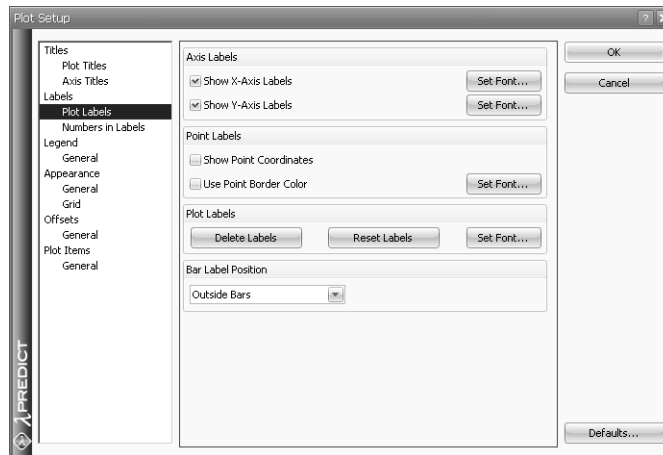 Plot Setup
Titles
Plot Titles
Axis Titles
Labels
Plot Labels
Numbers in Labels
Legend
General
Appearance
General
Grid
Offsets
General
Plot Items
General
Axis Labels
Show X-Axis Labels
Set Font...
Show Y-Axis Labels
Set Font...
Point Labels
Show Point Coordinates
Use Point Border Color
Set Font...
Plot Labels
Delete Labels
Reset Labels
Set Font...
Bar Label Position
Outside Bars
OK
Cancel
Defaults...
λPREDICT